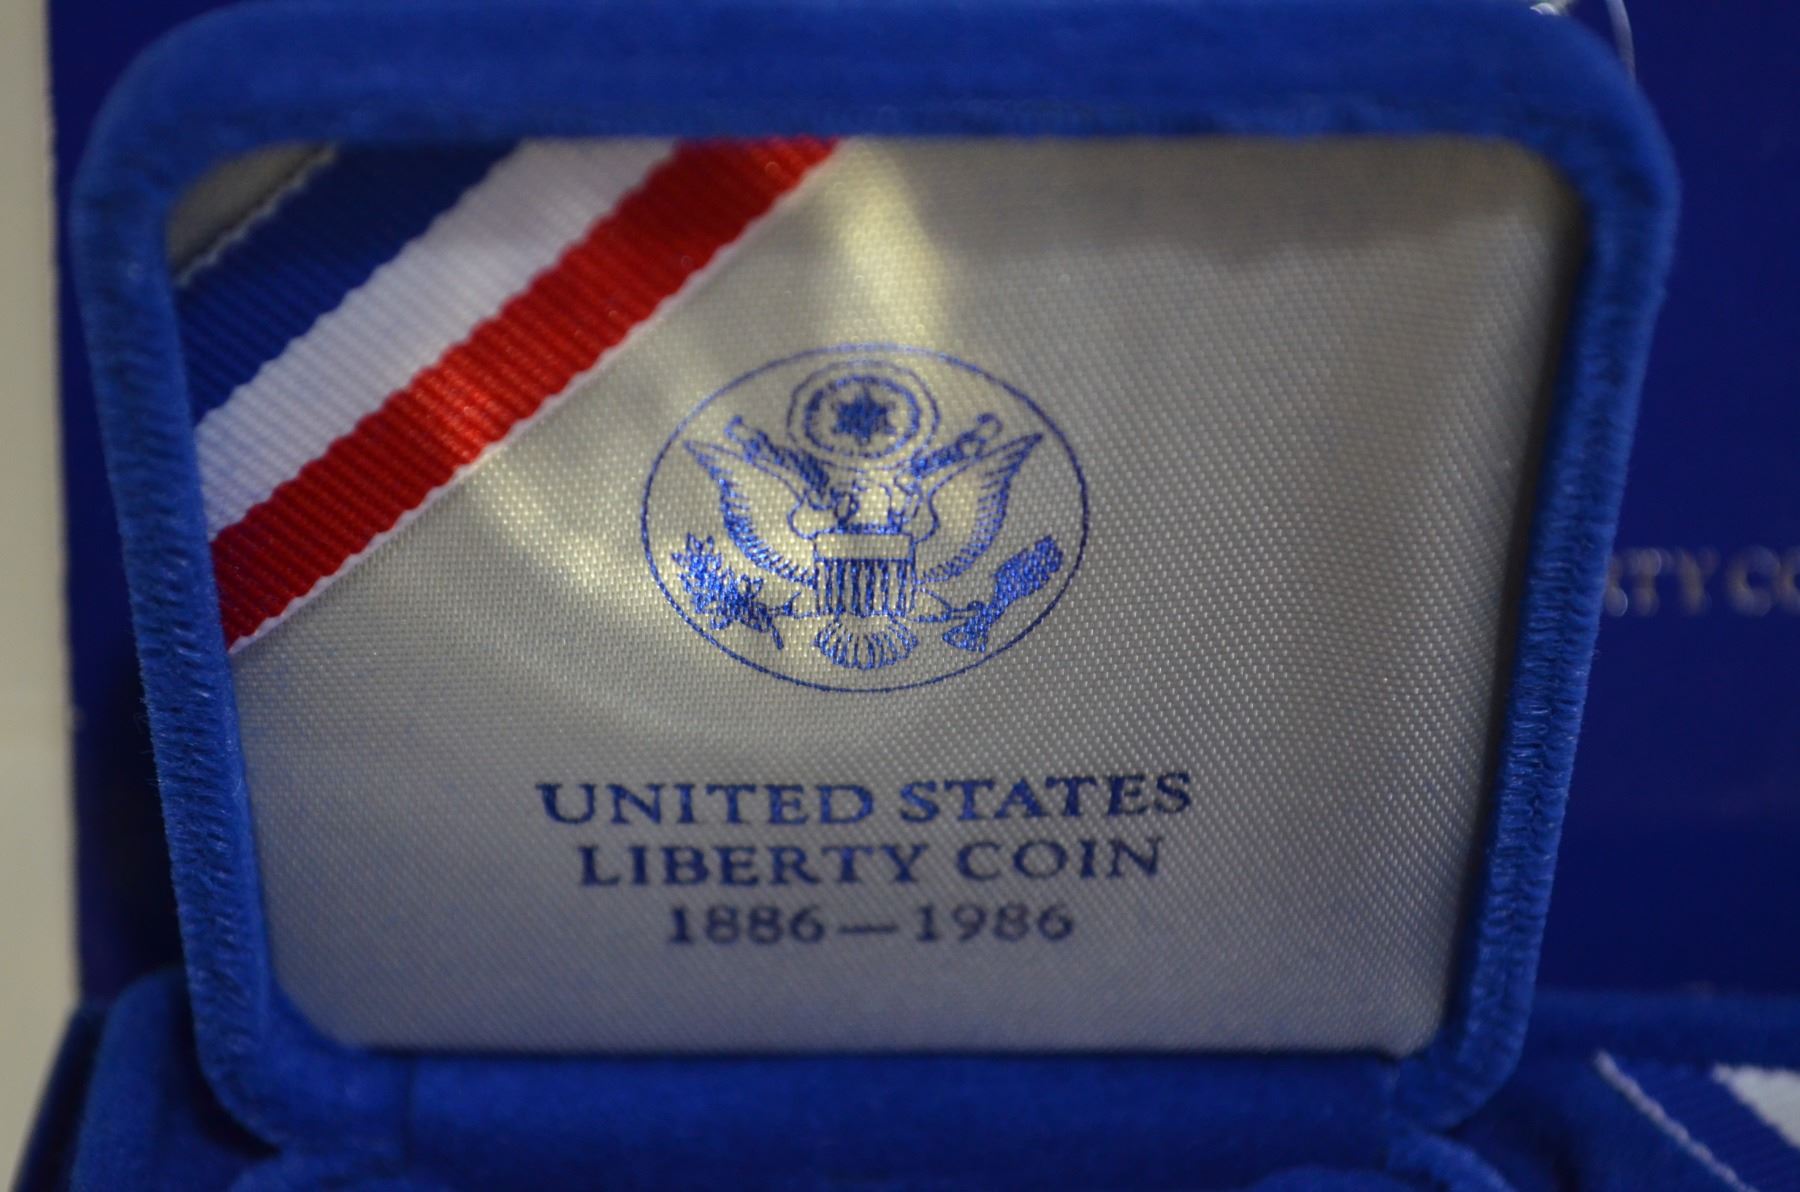 UNITED STATES
LIBERTY COIN
1886—1986